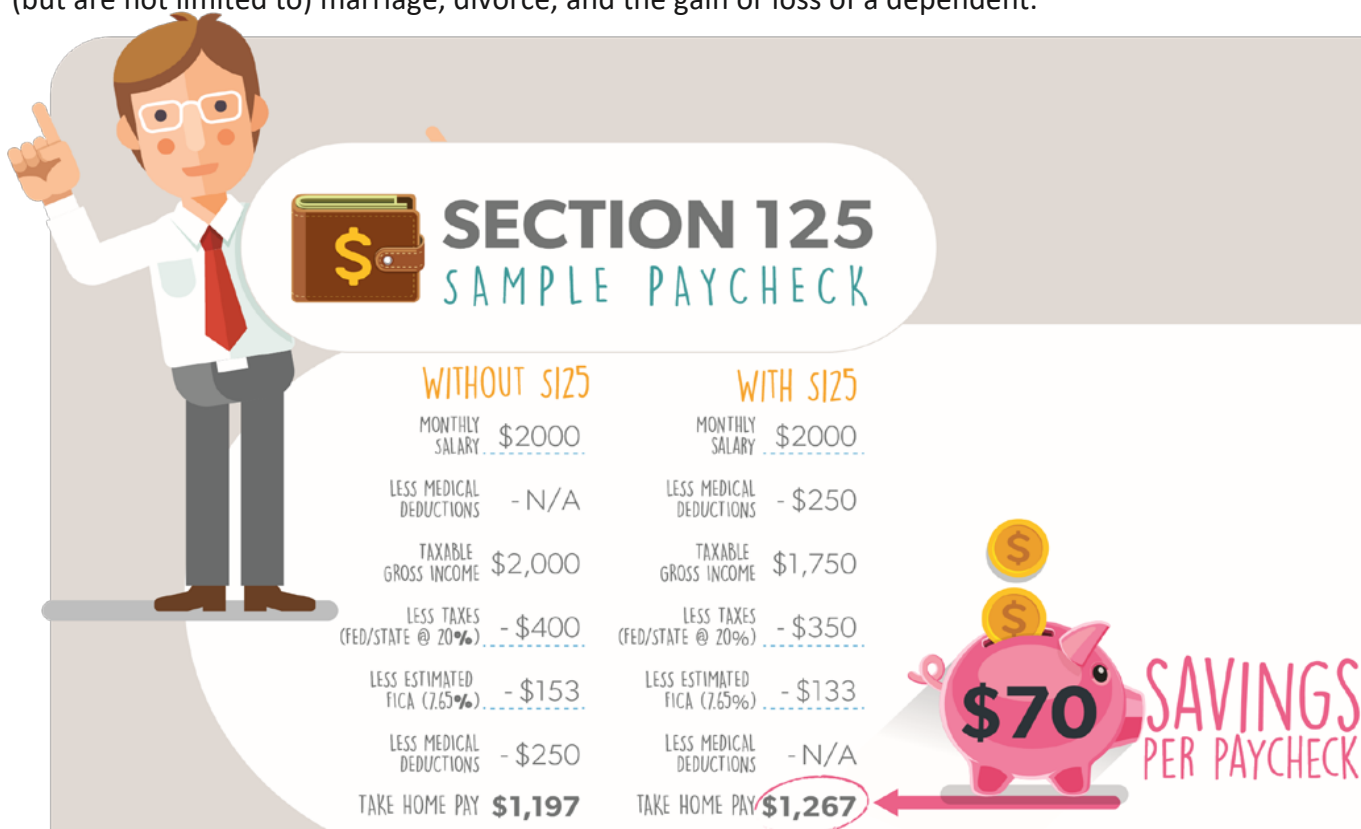 (but are not limited to) marriage, divorce, and the gain or loss of a dependent.
SECTION 125
SAMPLE PAYCHECK
WITHOUT S125
MONTHLY
SALARY $2000
LESS MEDICAL
DEDUCTIONS - N/A
TAXABLE
GROSS INCOME $2,000
LESS TAXES
(FED/STATE @ 20%) - $400
LESS ESTIMATED
FICA (7.65%) - $153
LESS MEDICAL
DEDUCTIONS - $250
TAKE HOME PAY $1,197
WITH S125
MONTHLY
SALARY $2000
LESS MEDICAL
DEDUCTIONS - $250
TAXABLE
GROSS INCOME $1,750
LESS TAXES
(FED/STATE @ 20%) - $350
LESS ESTIMATED
FICA (7.65%) - $133
LESS MEDICAL
DEDUCTIONS - N/A
TAKE HOME PAY $1,267
$70
SAVINGS
PER PAYCHECK